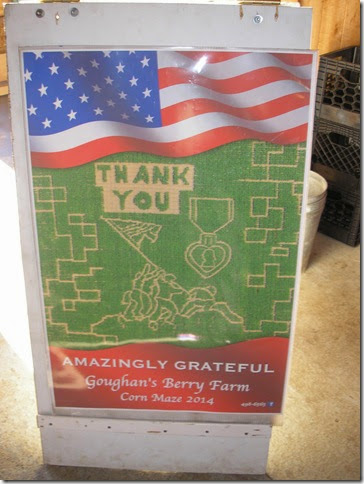 THANK
YOU
AMAZINGLY GRATEFUL
Goughan's Berry Farm
Corn Maze 2014